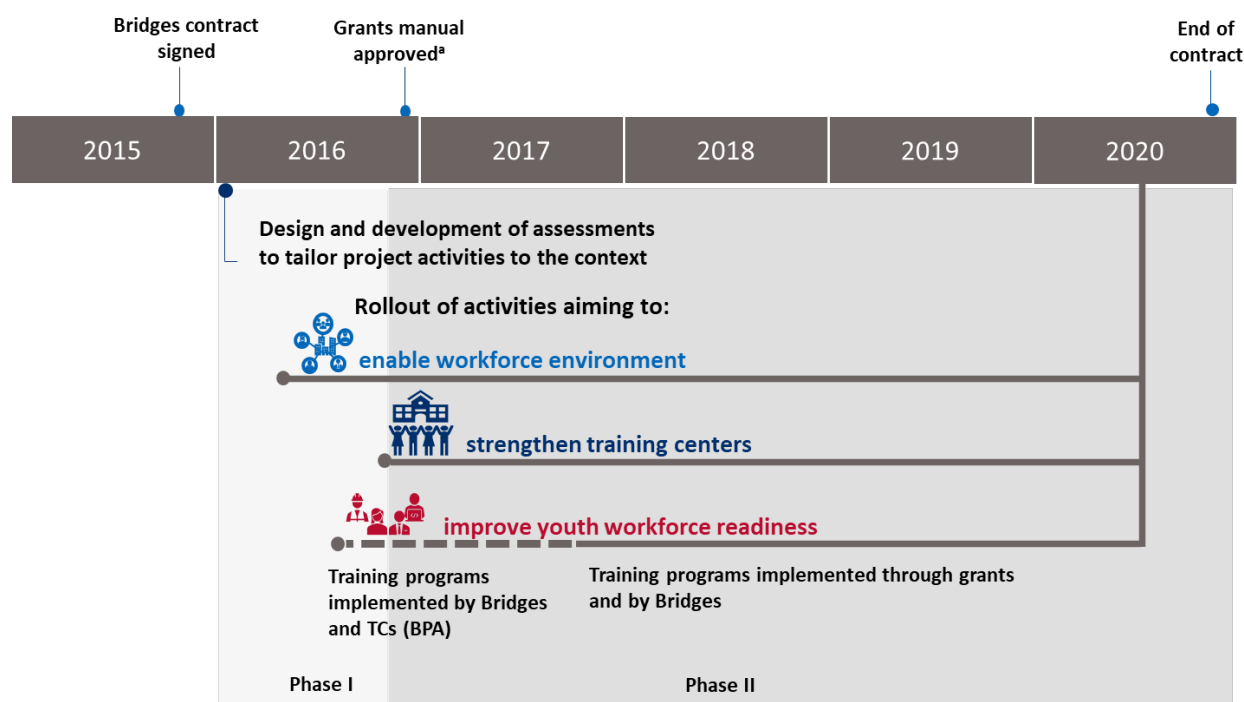 Bridges contract
signed
Grants manual
approvedᵃ
End of
contract
2015
2016
2017
2018
2019
2020
Design and development of assessments
to tailor project activities to the context
Rollout of activities aiming to:
enable workforce environment
strengthen training centers
improve youth workforce readiness
Training programs
implemented by Bridges
and TCs (BPA)
Training programs implemented through grants
and by Bridges
Phase I
Phase II